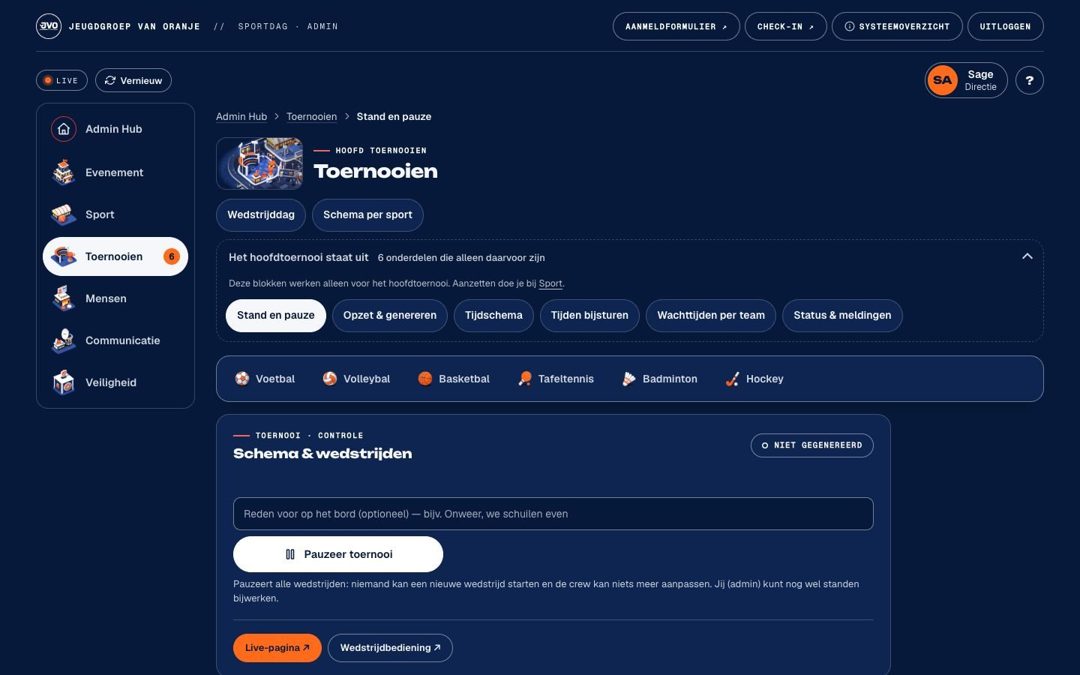 JVO JEUGDGROEP VAN ORANJE // SPORTDAG · ADMIN
AANMELDFORMULIER ↗
CHECK-IN ↗
SYSTEEMOVERZICHT
UITLOGGEN
LIVE
Vernieuw
SA
Sage
Directie
?
Admin Hub
Evenement
Sport
Toernooien 6
Mensen
Communicatie
Veiligheid
Admin Hub > Toernooien > Stand en pauze
HOOFD TOERNOOIEN
Toernooien
Wedstrijddag
Schema per sport
Het hoofdtoernooi staat uit 6 onderdelen die alleen daarvoor zijn
Deze blokken werken alleen voor het hoofdtoernooi. Aanzetten doe je bij Sport.
Stand en pauze
Opzet & genereren
Tijdschema
Tijden bijsturen
Wachttijden per team
Status & meldingen
Voetbal
Volleybal
Basketbal
Tafeltennis
Badminton
Hockey
TOERNOOI · CONTROLE
Schema & wedstrijden
NIET GEGENEREERD
Reden voor op het bord (optioneel) — bijv. Onweer, we schuilen even
Pauzeer toernooi
Pauzeert alle wedstrijden: niemand kan een nieuwe wedstrijd starten en de crew kan niets meer aanpassen. Jij (admin) kunt nog wel standen
bijwerken.
Live-pagina ↗
Wedstrijdbediening ↗